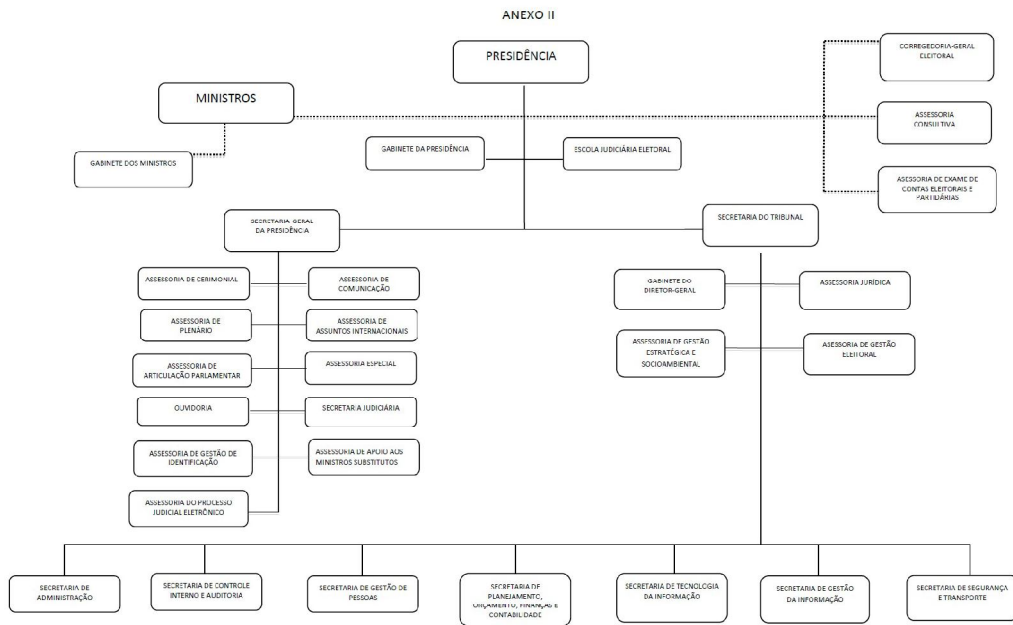 ANEXO II
PRESIDÊNCIA
CORREGEDORIA-GERAL
ELEITORAL
MINISTROS
ASSESSORIA
CONSULTIVA
GABINETE DOS MINISTROS
GABINETE DA PRESIDÊNCIA
ESCOLA JUDICIÁRIA ELETORAL
ASESSORIA DE EXAME DE
CONTAS ELEITORAIS E
PARTIDÁRIAS
SECRETARIA-GERAL
DA PRESIDÊNCIA
SECRETARIA DO TRIBUNAL
ASSESSORIA DE CERIMONIAL
ASSESSORIA DE
COMUNICAÇÃO
GABINETE DO
DIRETOR-GERAL
ASSESSORIA JURÍDICA
ASSESSORIA DE
PLENÁRIO
ASSESSORIA DE
ASSUNTOS INTERNACIONAIS
ASSESSORIA DE GESTÃO
ESTRATÉGICA E
SOCIOAMBIENTAL
ASSESSORIA DE GESTÃO
ELEITORAL
ASSESSORIA DE
ARTICULAÇÃO PARLAMENTAR
ASSESSORIA ESPECIAL
OUVIDORIA
SECRETARIA JUDICIÁRIA
ASSESSORIA DE GESTÃO DE
IDENTIFICAÇÃO
ASSESSORIA DE APOIO AOS
MINISTROS SUBSTITUTOS
ASSESSORIA DO PROCESSO
JUDICIAL ELETRÔNICO
SECRETARIA DE
ADMINISTRAÇÃO
SECRETARIA DE CONTROLE
INTERNO E AUDITORIA
SECRETARIA DE GESTÃO DE
PESSOAS
SECRETARIA DE
PLANEJAMENTO,
ORÇAMENTO, FINANÇAS E
CONTABILIDADE
SECRETARIA DE TECNOLOGIA
DA INFORMAÇÃO
SECRETARIA DE GESTÃO
DA INFORMAÇÃO
SECRETARIA DE SEGURANÇA
E TRANSPORTE